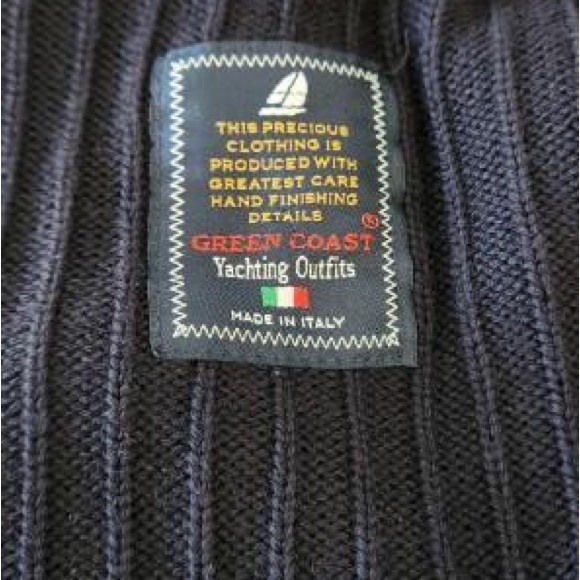 THIS PRECIOUS
CLOTHING IS
PRODUCED WITH
GREATEST CARE
HAND FINISHING
DETAILS
GREEN COAST ®
Yachting Outfits
MADE IN ITALY